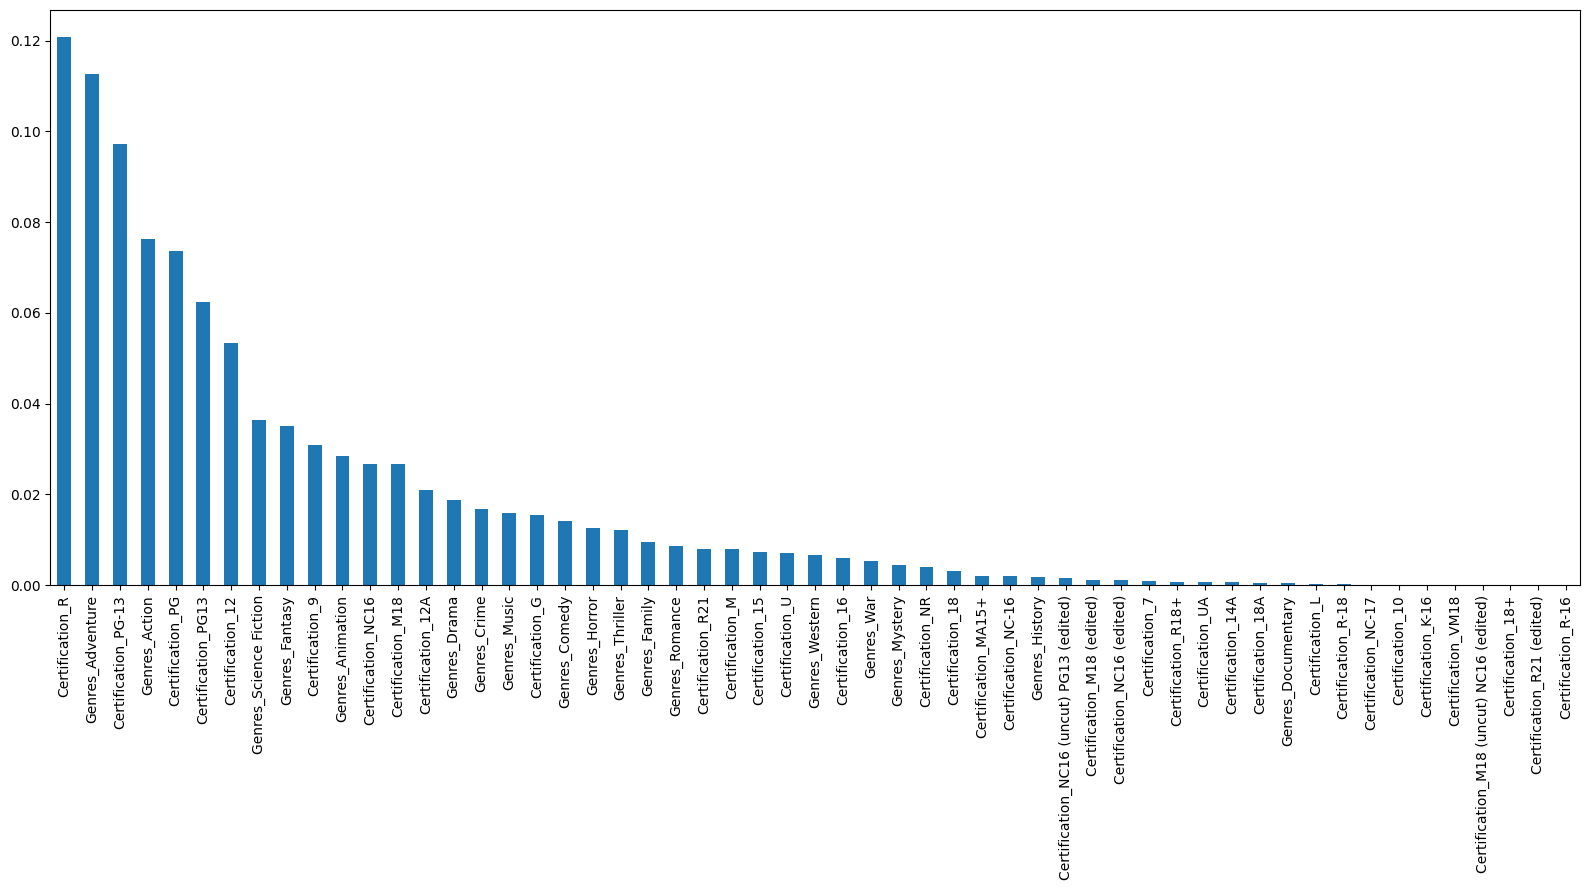 0.12
0.10
0.08
0.06
0.04
0.02
0.00
Certification_R
Genres_Adventure
Certification_PG-13
Genres_Action
Certification_PG
Certification_PG13
Certification_12
Genres_Science Fiction
Genres_Fantasy
Certification_9
Genres_Animation
Certification_NC16
Certification_M18
Certification_12A
Genres_Drama
Genres_Crime
Genres_Music
Certification_G
Genres_Comedy
Genres_Horror
Genres_Thriller
Genres_Family
Genres_Romance
Certification_R21
Certification_M
Certification_15
Certification_U
Genres_Western
Certification_16
Genres_War
Genres_Mystery
Certification_NR
Certification_18
Certification_MA15+
Certification_NC-16
Genres_History
Certification_NC16 (uncut) PG13 (edited)
Certification_M18 (edited)
Certification_NC16 (edited)
Certification_7
Certification_R18+
Certification_UA
Certification_14A
Certification_18A
Genres_Documentary
Certification_L
Certification_R-18
Certification_NC-17
Certification_10
Certification_K-16
Certification_VM18
Certification_M18 (uncut) NC16 (edited)
Certification_18+
Certification_R21 (edited)
Certification_R-16